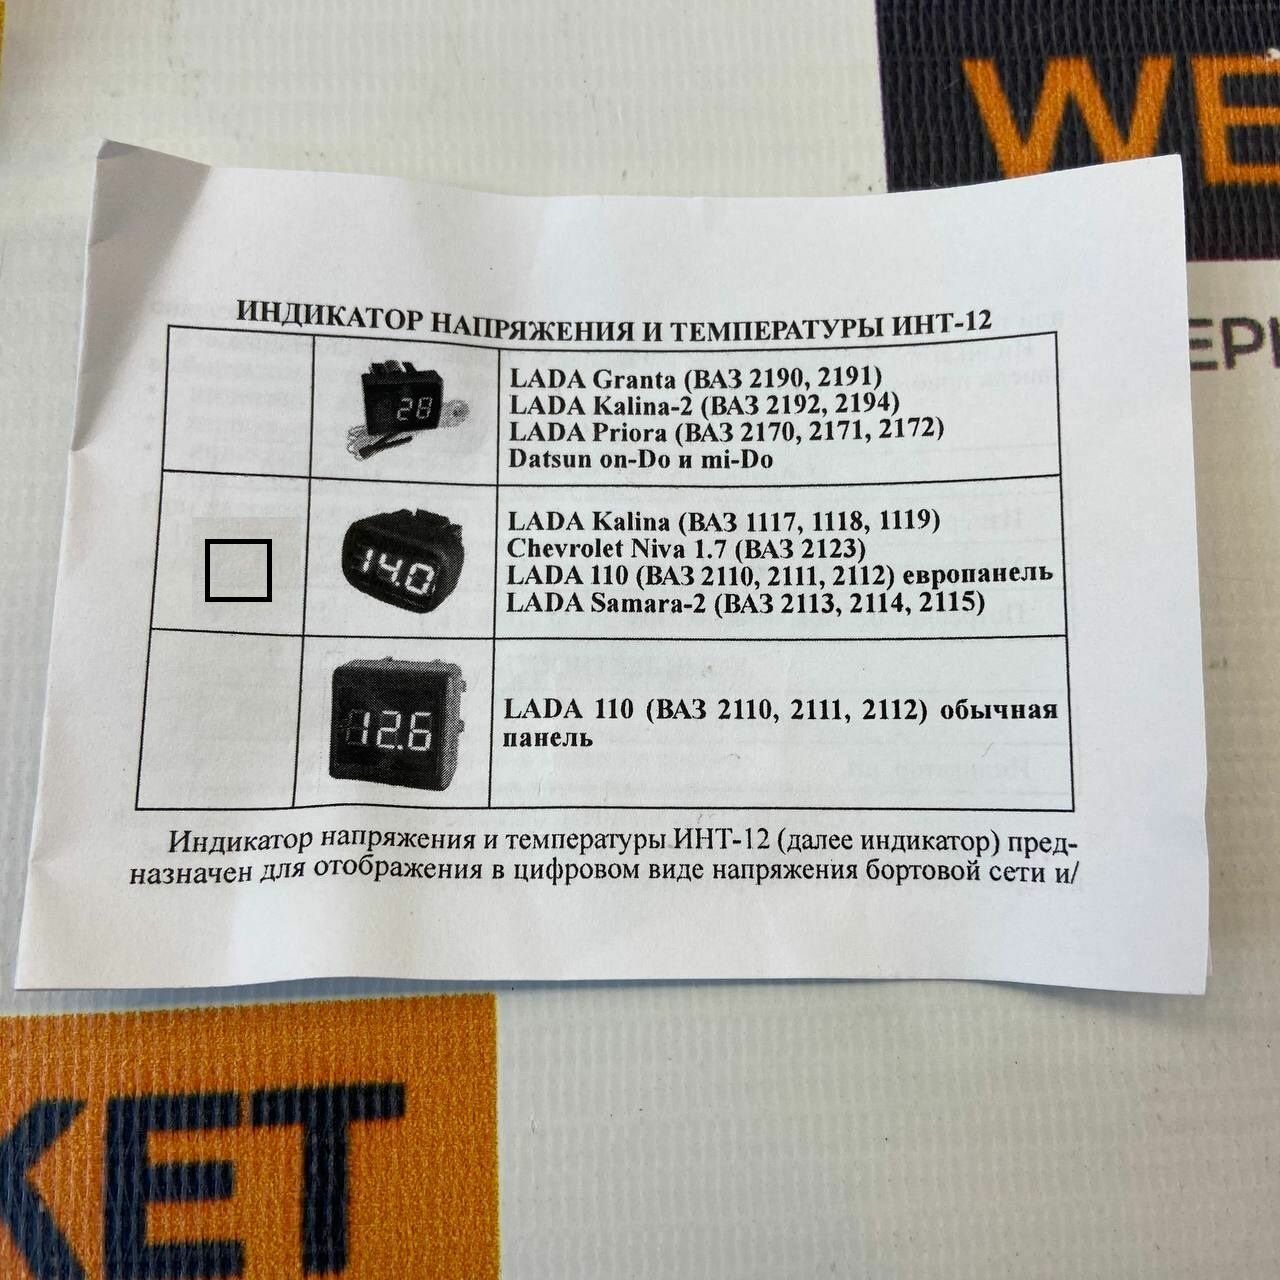 WE
ЕР
ИНДИКАТОР НАПРЯЖЕНИЯ И ТЕМПЕРАТУРЫ ИНТ-12
28
LADA Granta (ВАЗ 2190, 2191)
LADA Kalina-2 (ВАЗ 2192, 2194)
LADA Priora (ВАЗ 2170, 2171, 2172)
Datsun on-Do и mi-Do
14.0
LADA Kalina (ВАЗ 1117, 1118, 1119)
Chevrolet Niva 1.7 (ВАЗ 2123)
LADA 110 (ВАЗ 2110, 2111, 2112) европанель
LADA Samara-2 (ВАЗ 2113, 2114, 2115)
12.6
LADA 110 (ВАЗ 2110, 2111, 2112) обычная
панель
Индикатор напряжения и температуры ИНТ-12 (далее индикатор) пред-
назначен для отображения в цифровом виде напряжения бортовой сети и/
KET